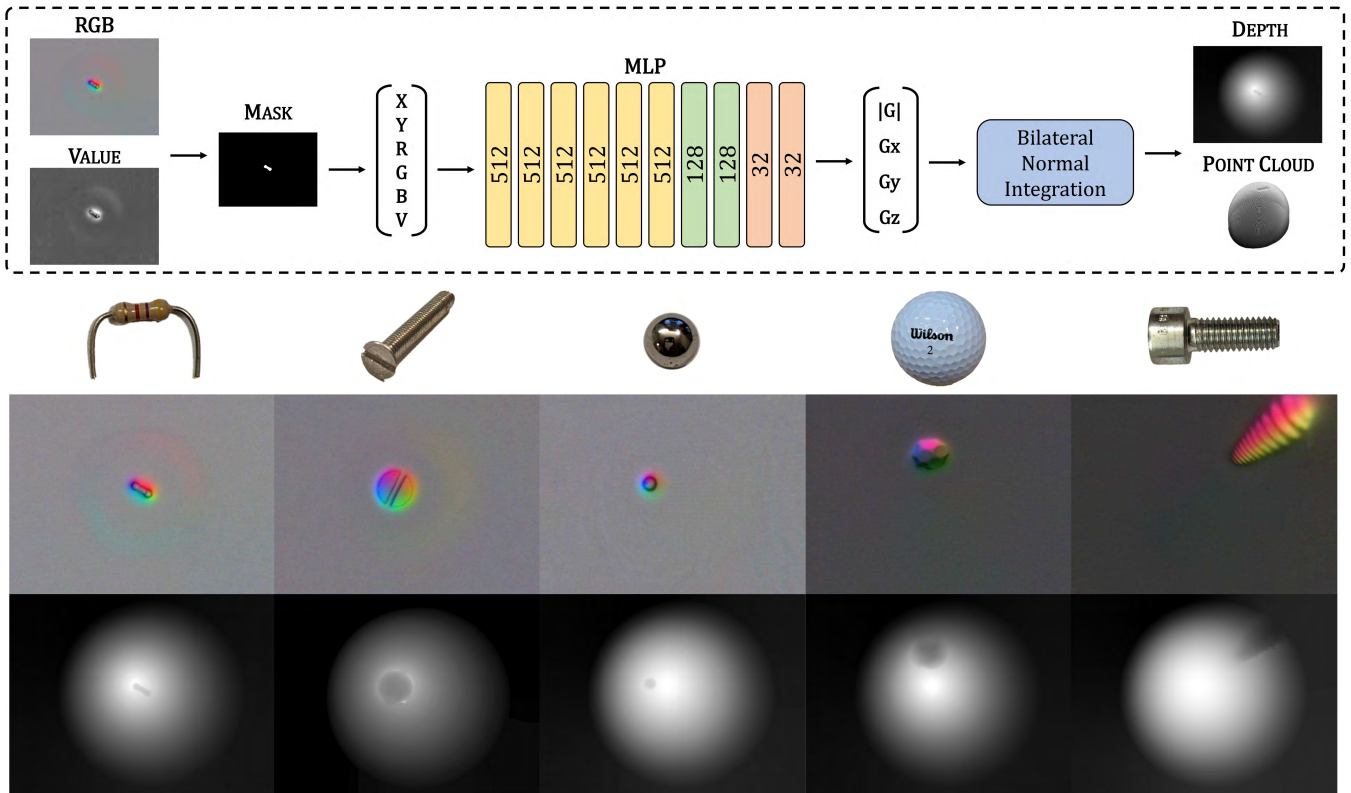 RGB
VALUE
MASK
X
Y
R
G
B
V
MLP
512
512
512
512
512
512
128
128
32
32
|G|
Gx
Gy
Gz
Bilateral
Normal
Integration
DEPTH
POINT CLOUD
Wilson
2